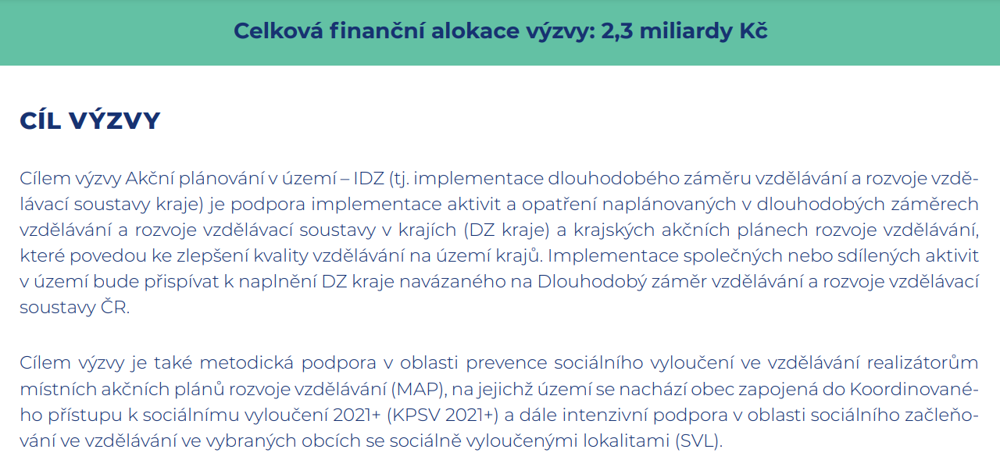 Celková finanční alokace výzvy: 2,3 miliardy Kč
CÍL VÝZVY
Cílem výzvy Akční plánování v území – IDZ (tj. implementace dlouhodobého záměru vzdělávání a rozvoje vzdě-
lávací soustavy kraje) je podpora implementace aktivit a opatření naplánovaných v dlouhodobých záměrech
vzdělávání a rozvoje vzdělávací soustavy v krajích (DZ kraje) a krajských akčních plánech rozvoje vzdělávání,
které povedou ke zlepšení kvality vzdělávání na území krajů. Implementace společných nebo sdílených aktivit
v území bude přispívat k naplnění DZ kraje navázaného na Dlouhodobý záměr vzdělávání a rozvoje vzdělávací
soustavy ČR.
Cílem výzvy je také metodická podpora v oblasti prevence sociálního vyloučení ve vzdělávání realizátorům
místních akčních plánů rozvoje vzdělávání (MAP), na jejichž území se nachází obec zapojená do Koordinované-
ho přístupu k sociálnímu vyloučení 2021+ (KPSV 2021+) a dále intenzivní podpora v oblasti sociálního začleňo-
vání ve vzdělávání ve vybraných obcích se sociálně vyloučenými lokalitami (SVL).